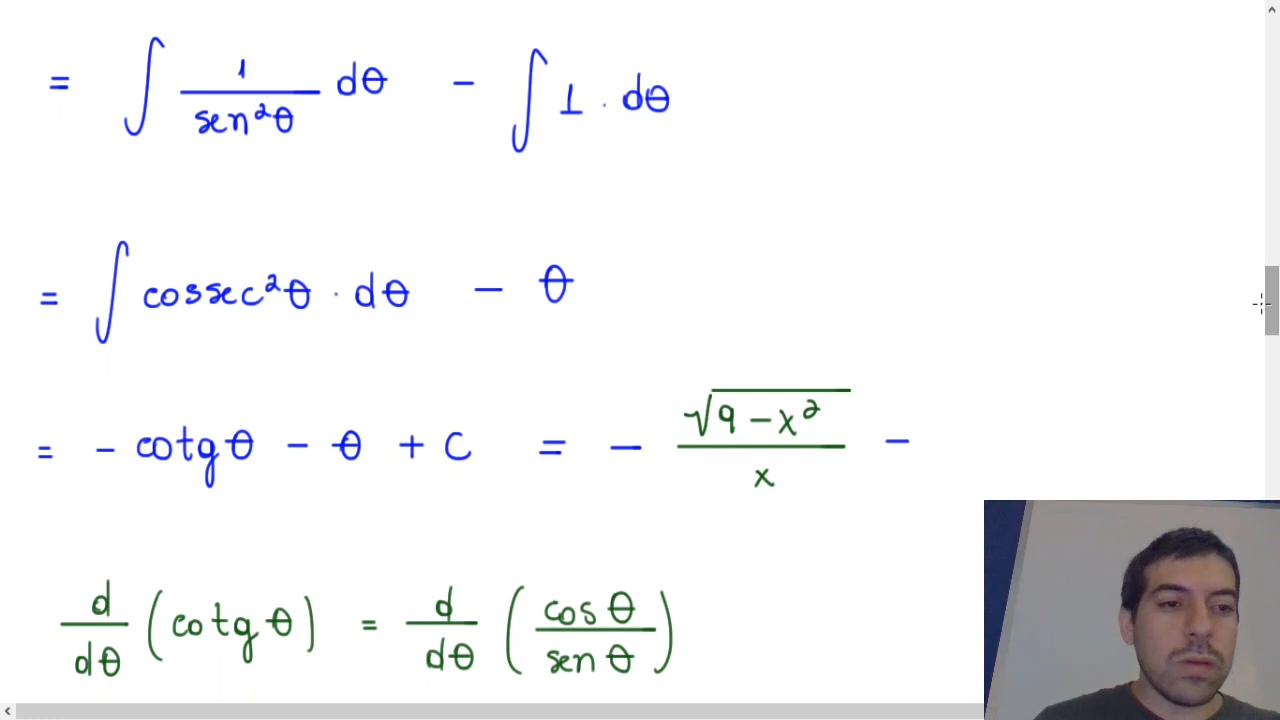 = ∫ 1/sen²θ dθ - ∫ 1 · dθ
= ∫ cossec²θ · dθ - θ
= - cotg θ - θ + C = - √(9 - x²)/x -
d/dθ (cotg θ) = d/dθ (cos θ/sen θ)